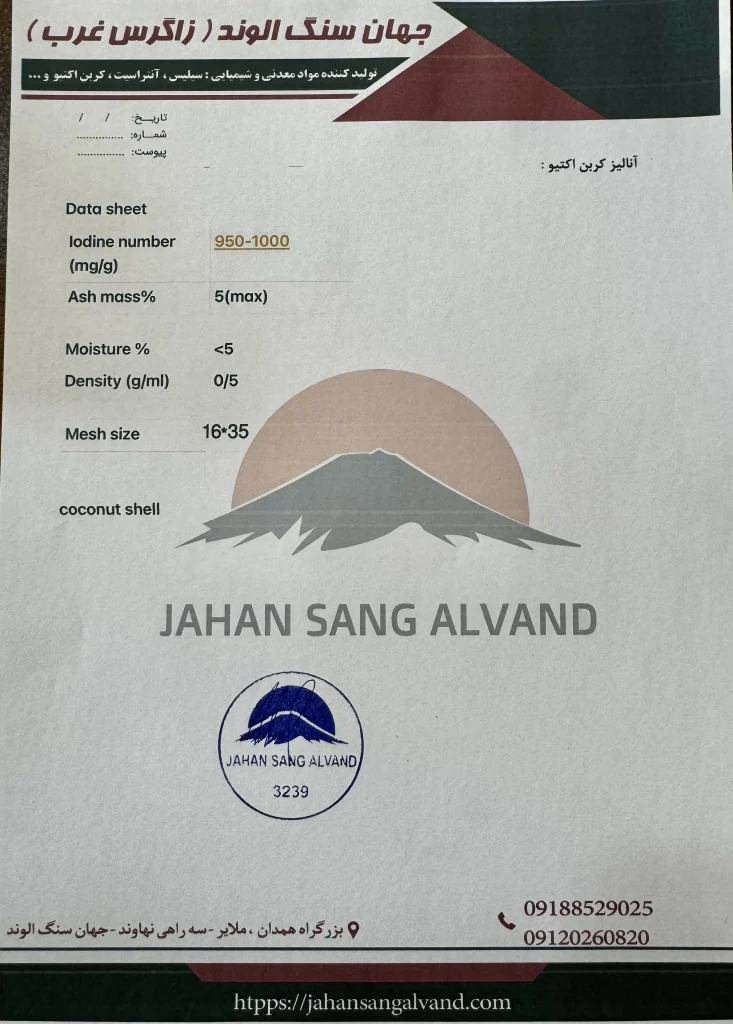 جهان سنگ الوند ( زاگرس غرب )
تولید کننده مواد معدنی و شیمیایی : سیلیس ، آنتراسیت ، کربن اکتیو و ...
تاریــخ: / /
شمــاره: ...............
پیوست: ...............
آنالیز کربن اکتیو :
Data sheet
Iodine number 950-1000
(mg/g)
Ash mass% 5(max)
Moisture % <5
Density (g/ml) 0/5
Mesh size 16*35
coconut shell
JAHAN SANG ALVAND
JAHAN SANG ALVAND
3239
09188529025
بزرگراه همدان ، ملایر - سه راهی نهاوند - جهان سنگ الوند
09120260820
htpps://jahansangalvand.com